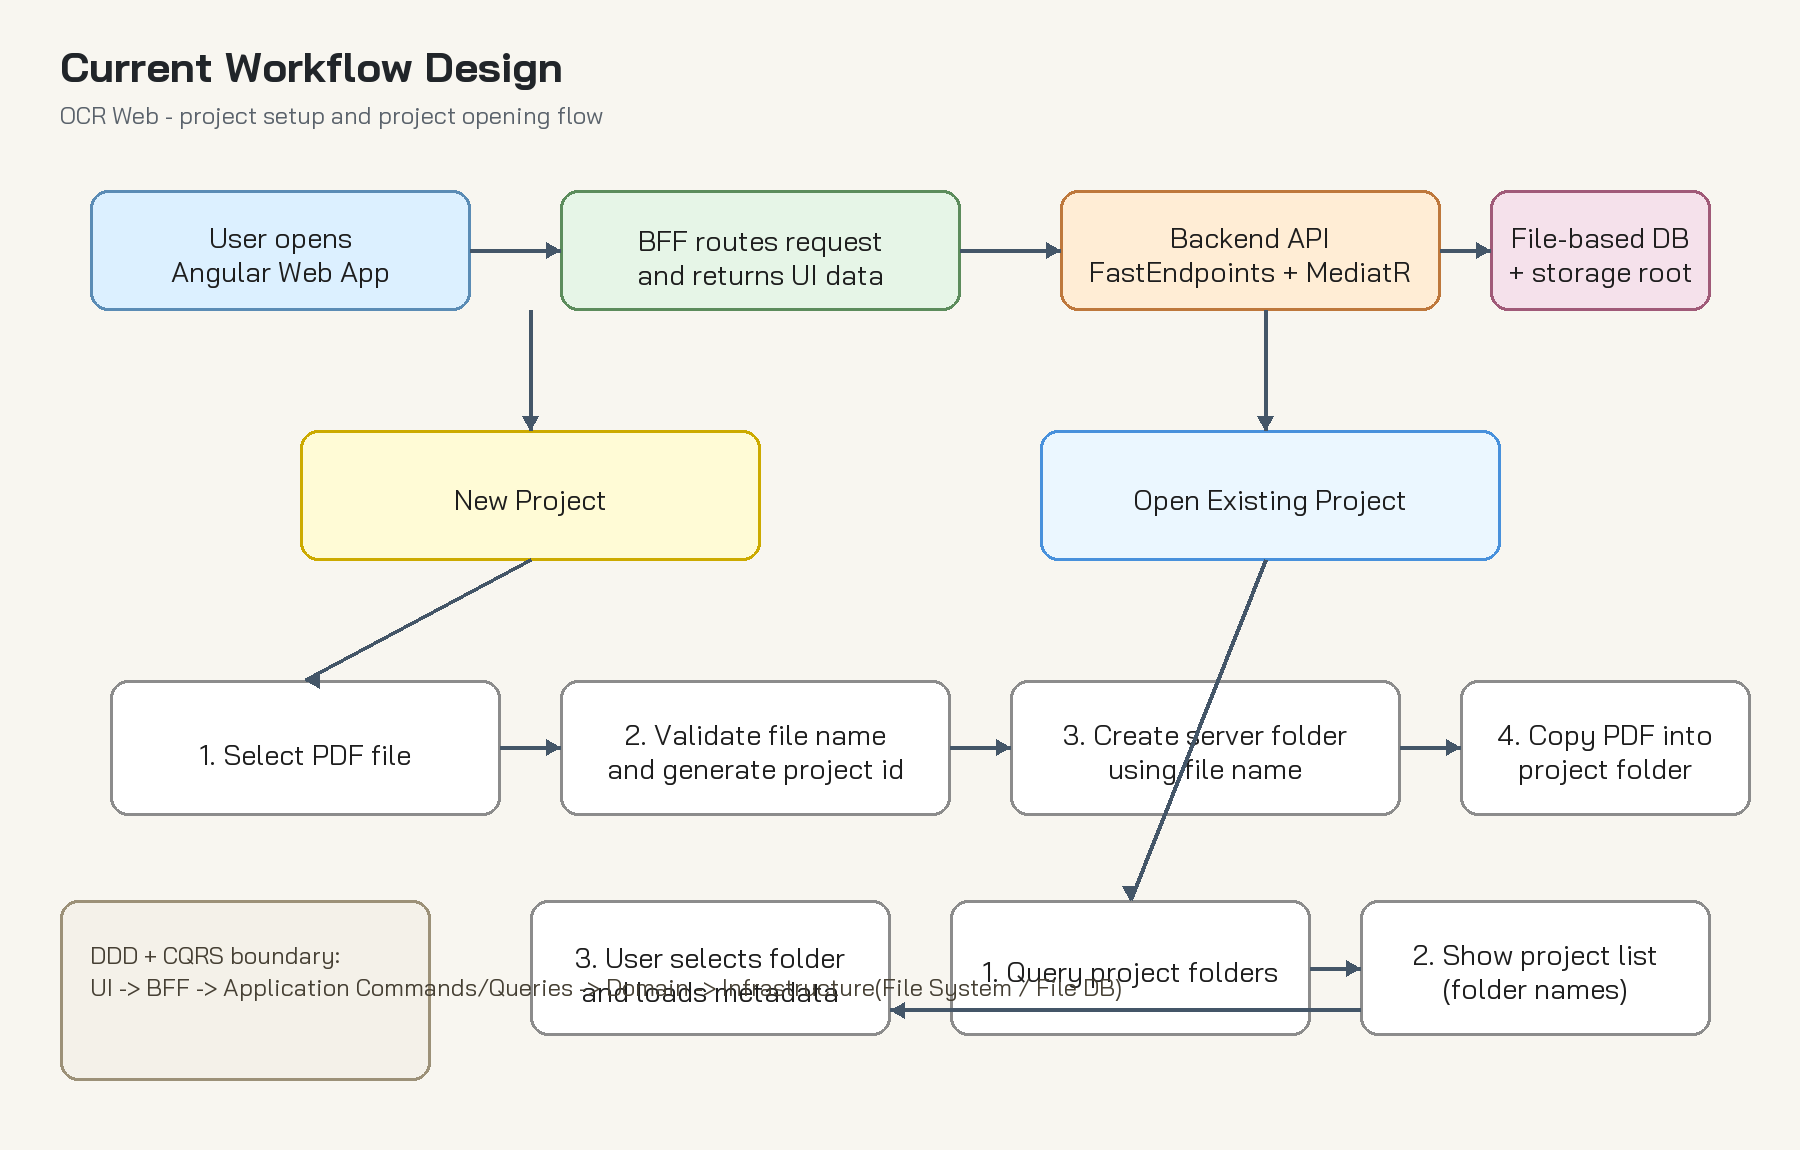 Current Workflow Design
OCR Web - project setup and project opening flow
User opens
Angular Web App
BFF routes request
and returns UI data
Backend API
FastEndpoints + MediatR
File-based DB
+ storage root
New Project
Open Existing Project
1. Select PDF file
2. Validate file name
and generate project id
3. Create server folder
using file name
4. Copy PDF into
project folder
DDD + CQRS boundary:
UI -> BFF -> Application Commands/Queries -> Domain -> Infrastructure(File System / File DB)
3. User selects folder
and loads metadata
1. Query project folders
2. Show project list
(folder names)